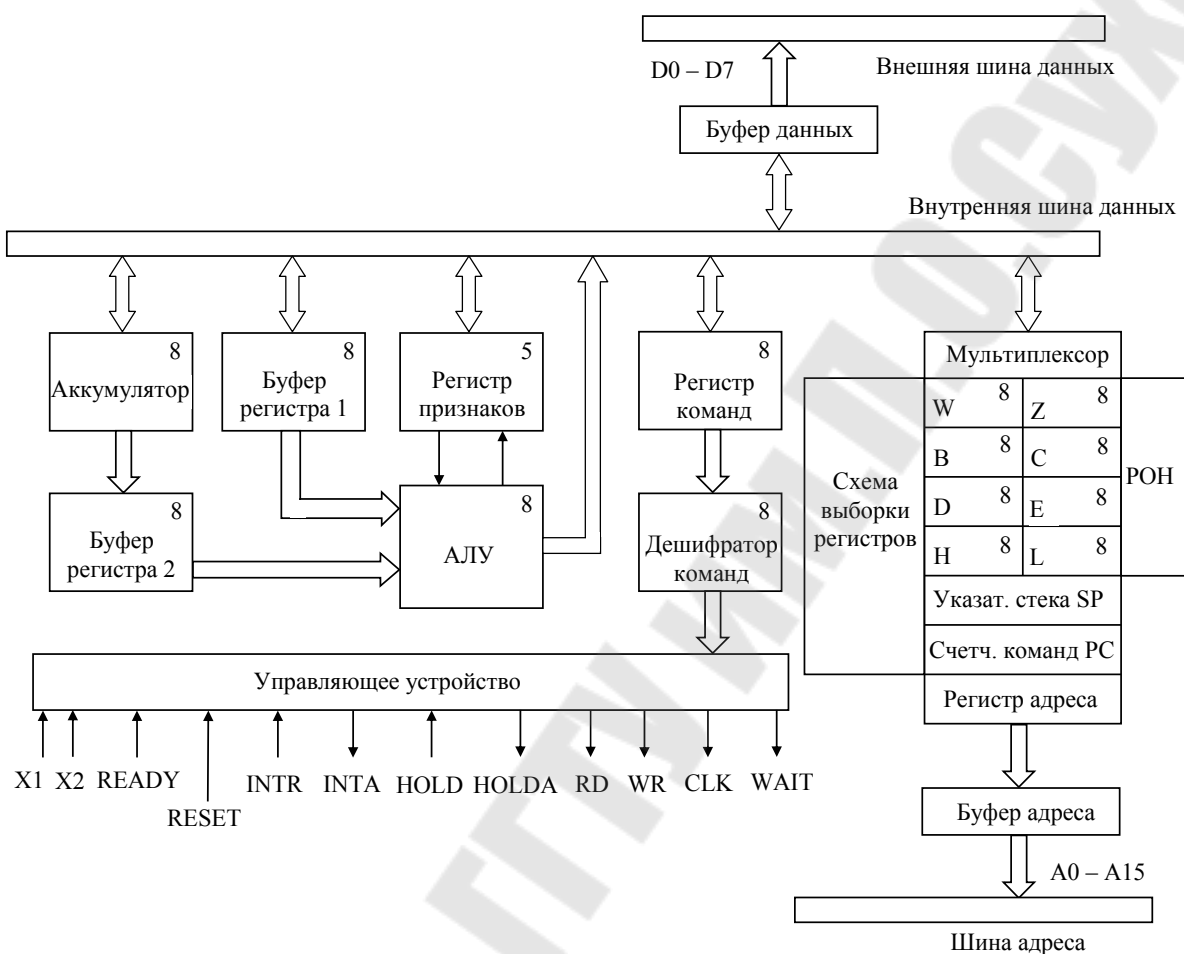 D0 – D7
Внешняя шина данных
Буфер данных
Внутренняя шина данных
8
Аккумулятор
8
Буфер
регистра 1
5
Регистр
признаков
8
Регистр
команд
Мультиплексор
8
Буфер
регистра 2
8
АЛУ
8
Дешифратор
команд
Схема
выборки
регистров
W 8
Z 8
B 8
C 8
D 8
E 8
H 8
L 8
РОН
Указат. стека SP
Счетч. команд PC
Регистр адреса
Управляющее устройство
X1 X2 READY
RESET
INTR INTA HOLD HOLDA RD WR CLK WAIT
Буфер адреса
A0 – A15
Шина адреса
ГГТУ им.П.О.Сухо